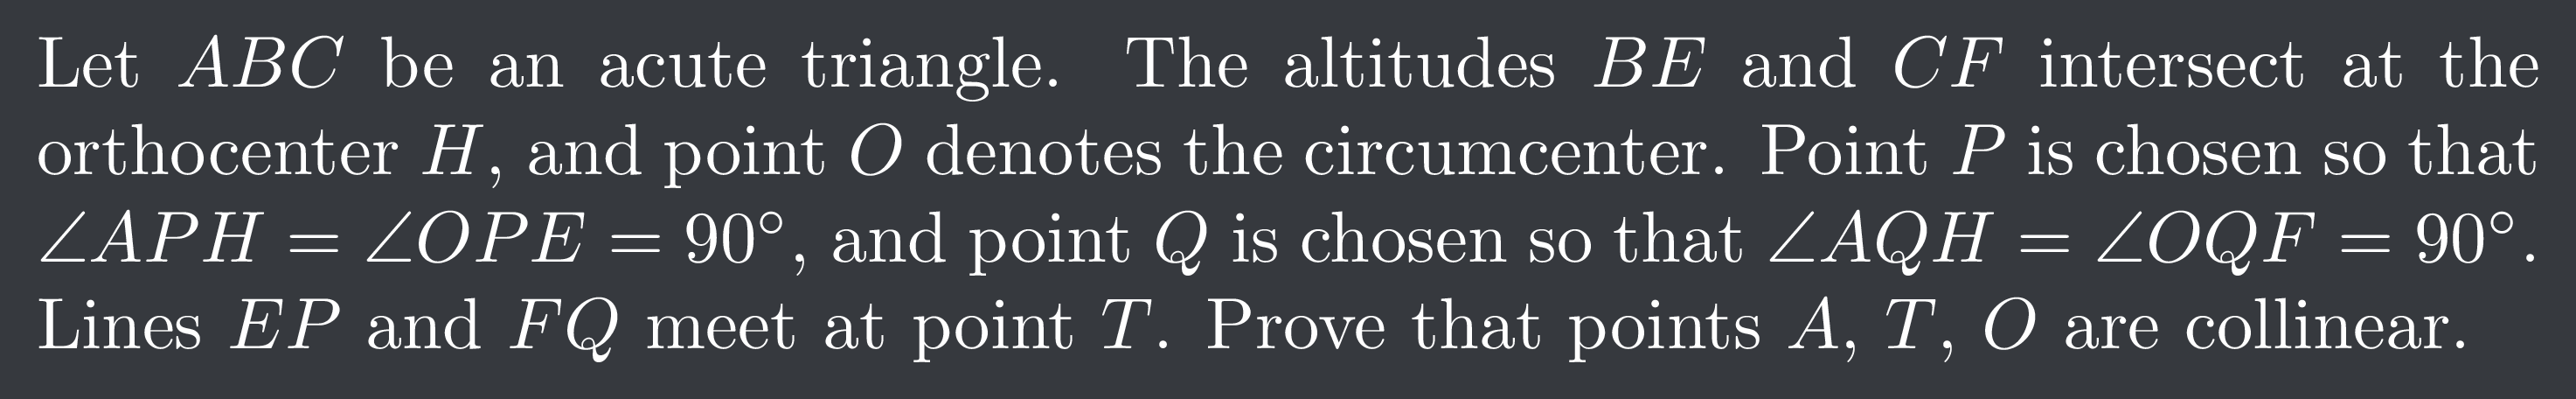 Let ABC be an acute triangle. The altitudes BE and CF intersect at the
orthocenter H, and point O denotes the circumcenter. Point P is chosen so that
∠APH = ∠OPE = 90°, and point Q is chosen so that ∠AQH = ∠OQF = 90°.
Lines EP and FQ meet at point T. Prove that points A, T, O are collinear.